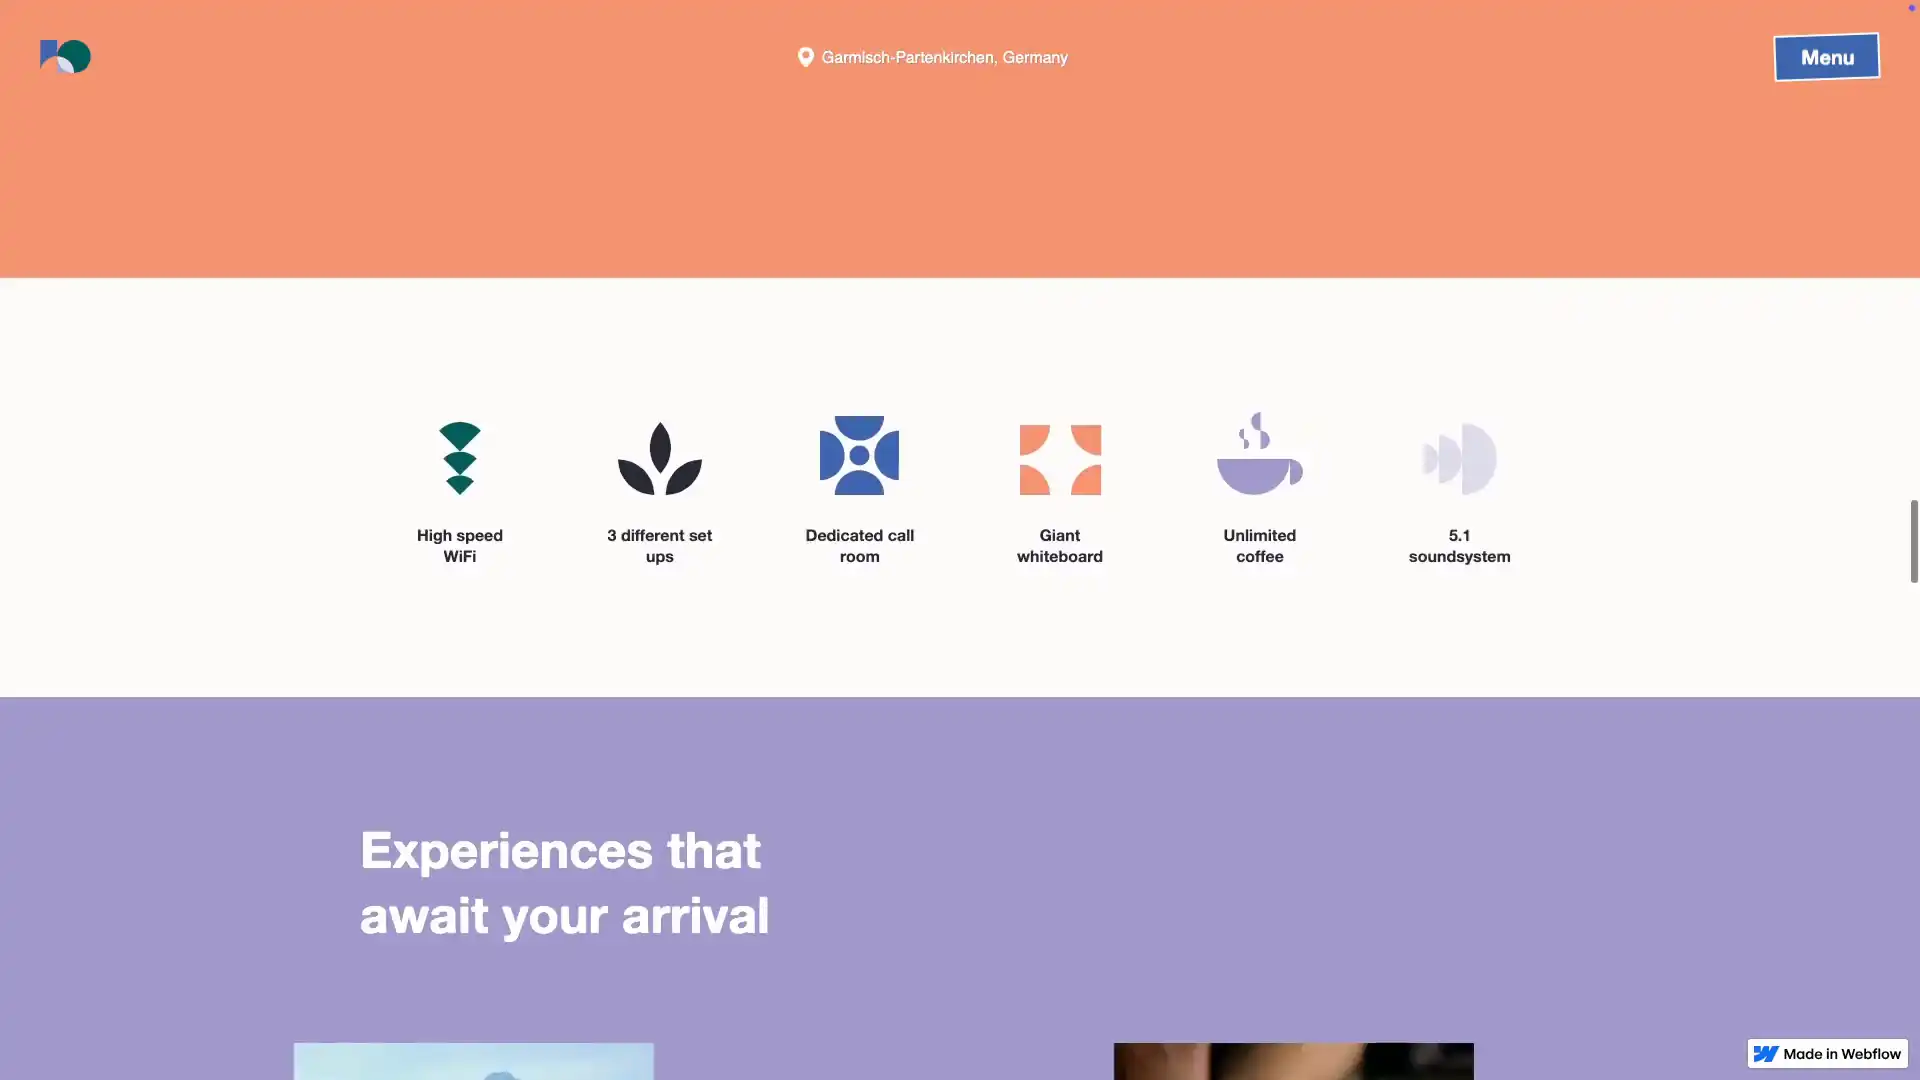 Garmisch-Partenkirchen, Germany
Menu
High speed
WiFi
3 different set
ups
Dedicated call
room
Giant
whiteboard
Unlimited
coffee
5.1
soundsystem
Experiences that
await your arrival
Made in Webflow